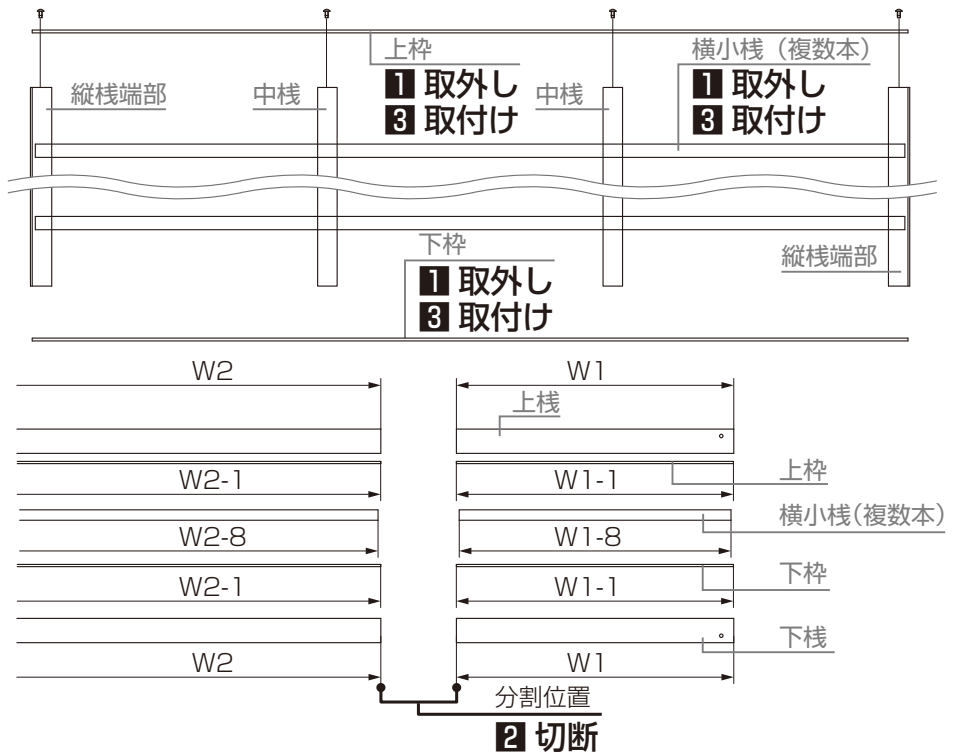 上枠
1 取外し
3 取付け
横小桟（複数本）
1 取外し
3 取付け
縦桟端部
中桟
中桟
下枠
1 取外し
3 取付け
縦桟端部
W2
W1
上桟
上枠
W2-1
W1-1
横小桟(複数本)
W2-8
W1-8
下枠
W2-1
W1-1
下桟
W2
W1
分割位置
2 切断